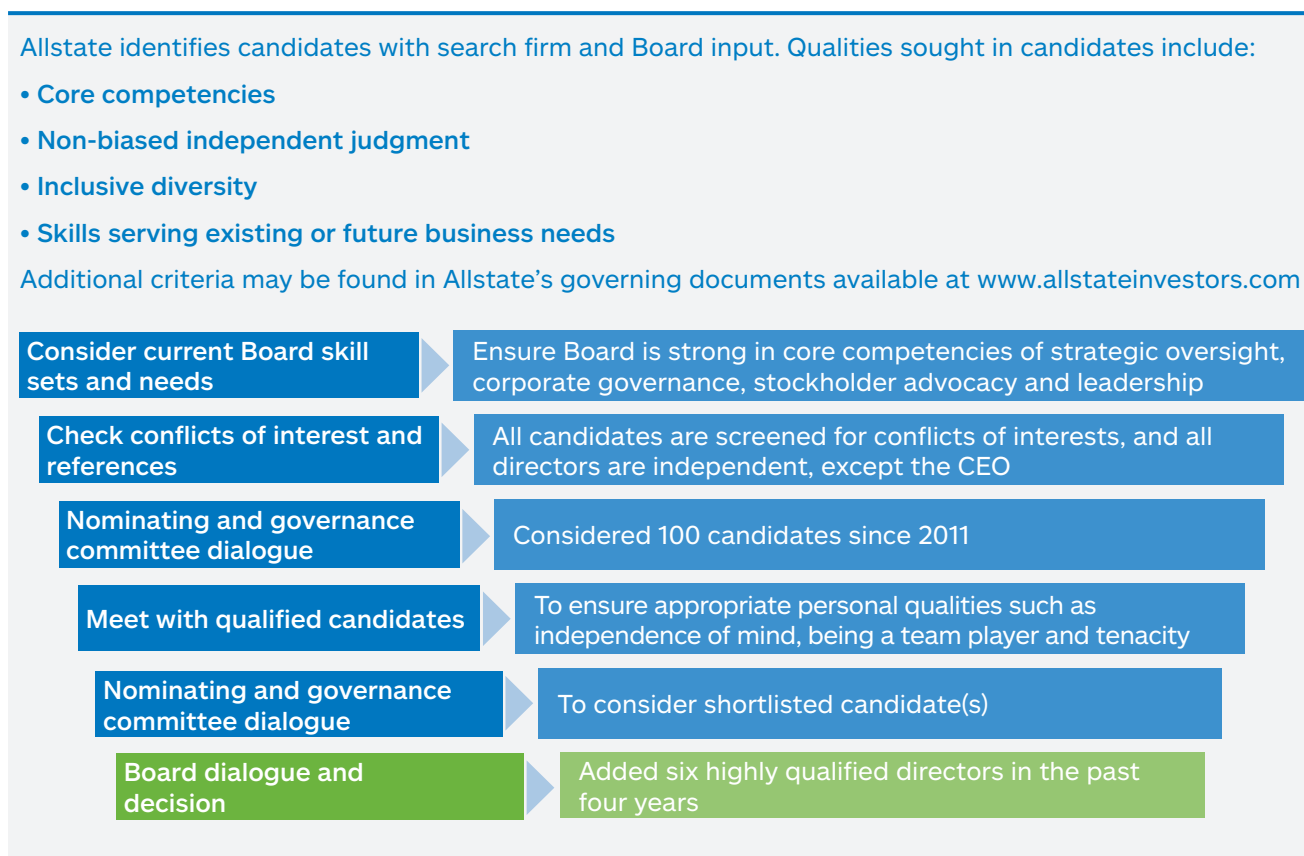 Allstate identifies candidates with search firm and Board input. Qualities sought in candidates include:
• Core competencies
• Non-biased independent judgment
• Inclusive diversity
• Skills serving existing or future business needs
Additional criteria may be found in Allstate’s governing documents available at www.allstateinvestors.com
Consider current Board skill
sets and needs
Ensure Board is strong in core competencies of strategic oversight,
corporate governance, stockholder advocacy and leadership
Check conflicts of interest and
references
All candidates are screened for conflicts of interests, and all
directors are independent, except the CEO
Nominating and governance
committee dialogue
Considered 100 candidates since 2011
Meet with qualified candidates
To ensure appropriate personal qualities such as
independence of mind, being a team player and tenacity
Nominating and governance
committee dialogue
To consider shortlisted candidate(s)
Board dialogue and
decision
Added six highly qualified directors in the past
four years